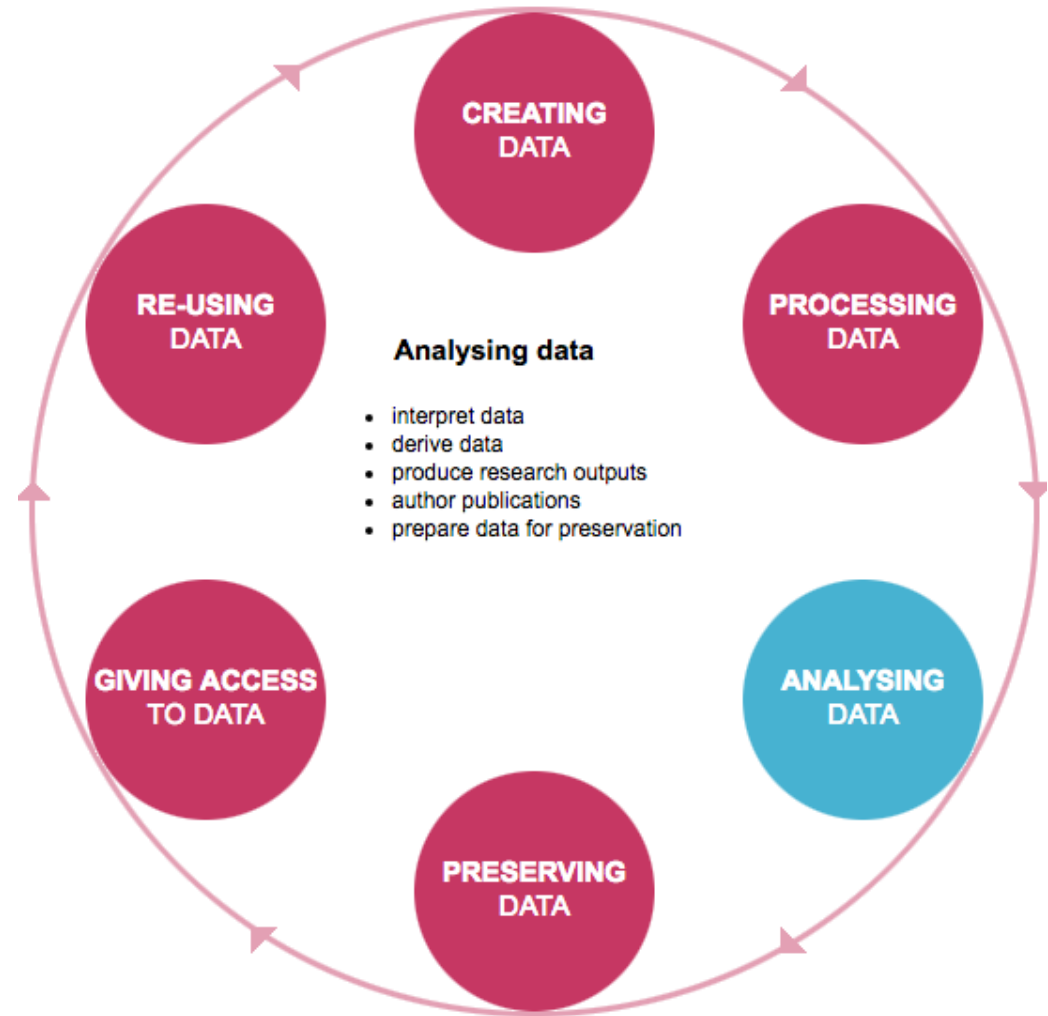 CREATING
DATA
PROCESSING
DATA
ANALYSING
DATA
PRESERVING
DATA
GIVING ACCESS
TO DATA
RE-USING
DATA
Analysing data
• interpret data
• derive data
• produce research outputs
• author publications
• prepare data for preservation